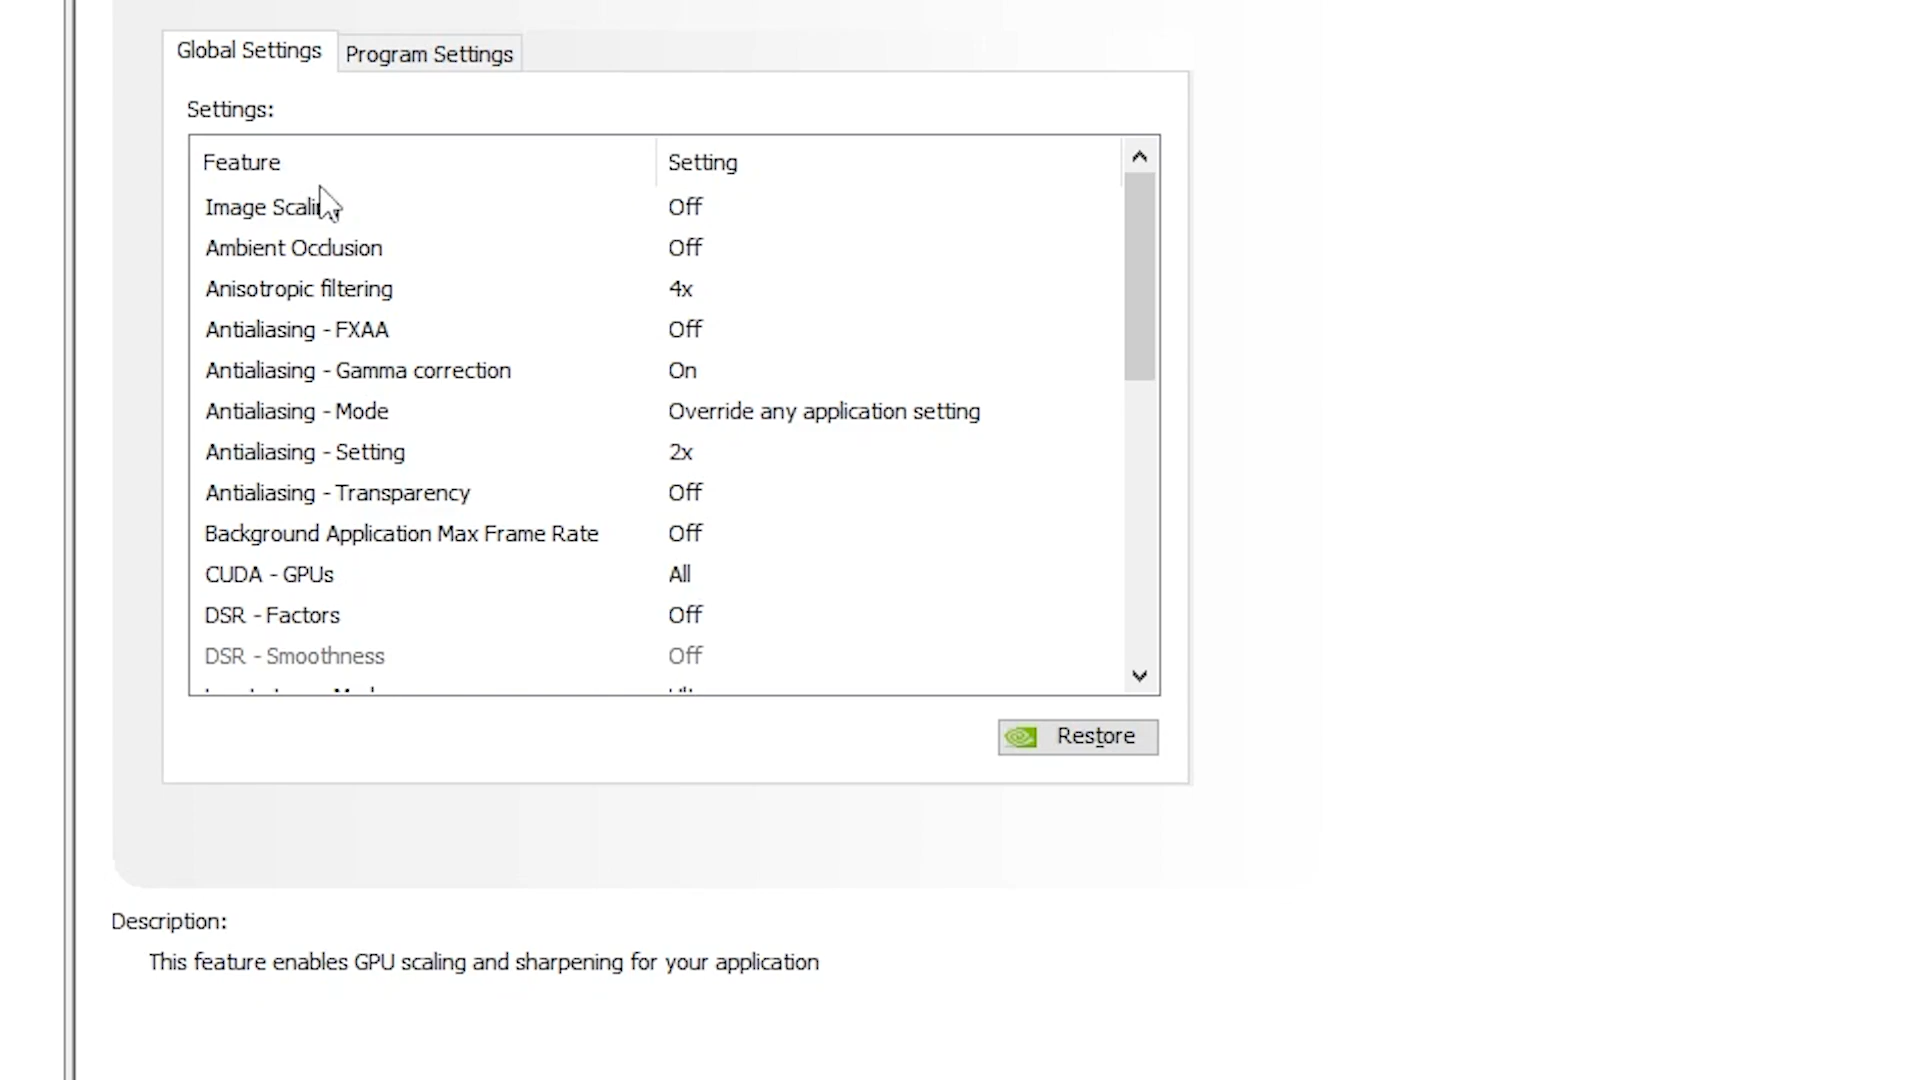 Global Settings
Program Settings
Settings:
Feature Setting
Image Scalin Off
Ambient Occlusion Off
Anisotropic filtering 4x
Antialiasing - FXAA Off
Antialiasing - Gamma correction On
Antialiasing - Mode Override any application setting
Antialiasing - Setting 2x
Antialiasing - Transparency Off
Background Application Max Frame Rate Off
CUDA - GPUs All
DSR - Factors Off
DSR - Smoothness Off
Restore
Description:
This feature enables GPU scaling and sharpening for your application